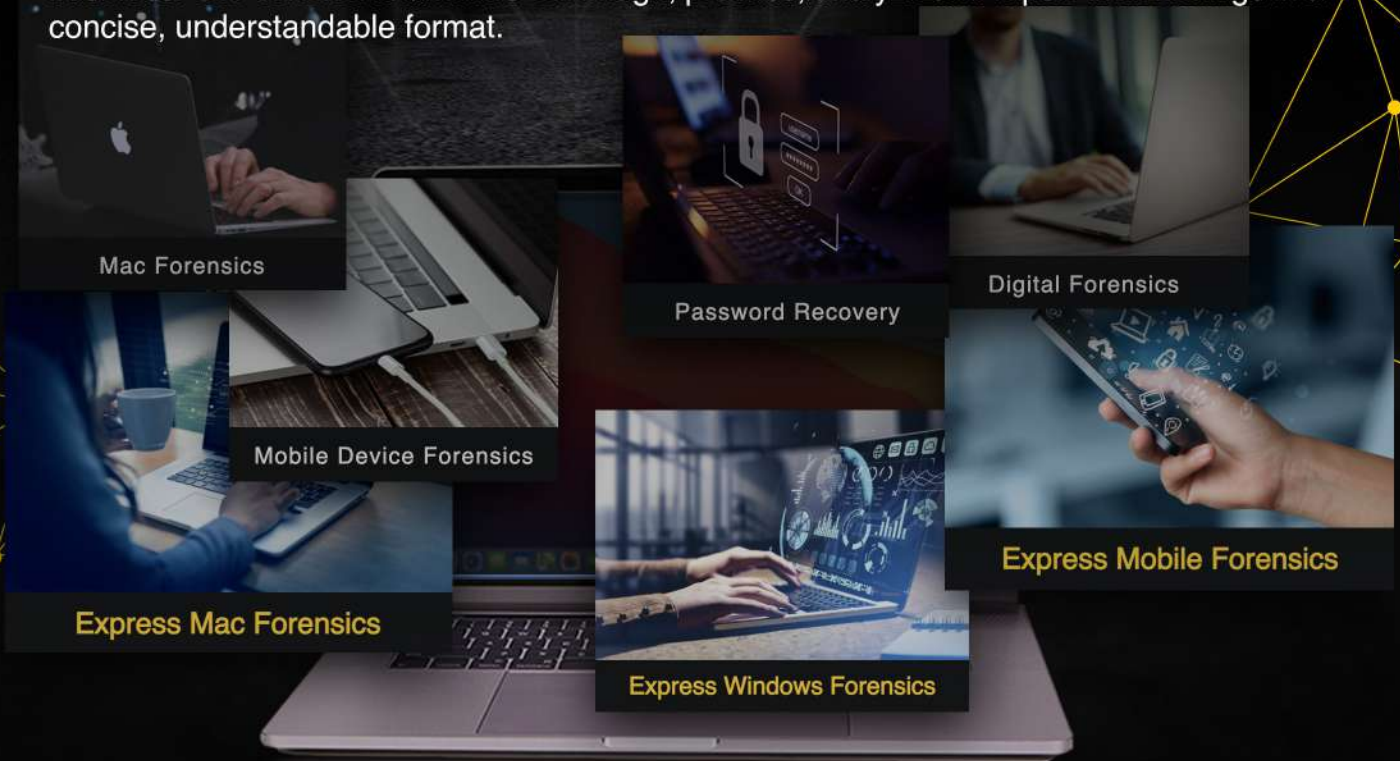 concise, understandable format.
Mac Forensics
Password Recovery
Digital Forensics
Mobile Device Forensics
Express Mobile Forensics
Express Mac Forensics
Express Windows Forensics
OK